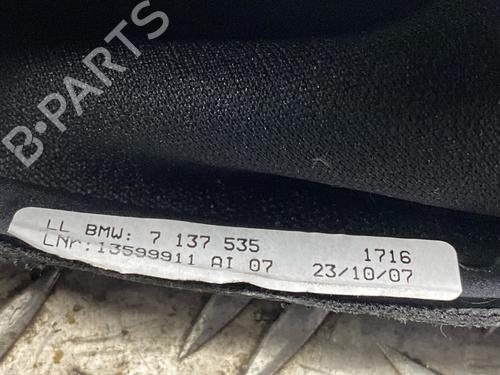 B-PARTS
LL BMW: 7 137 535 1716
LNr:13599911 AI 07 23/10/07